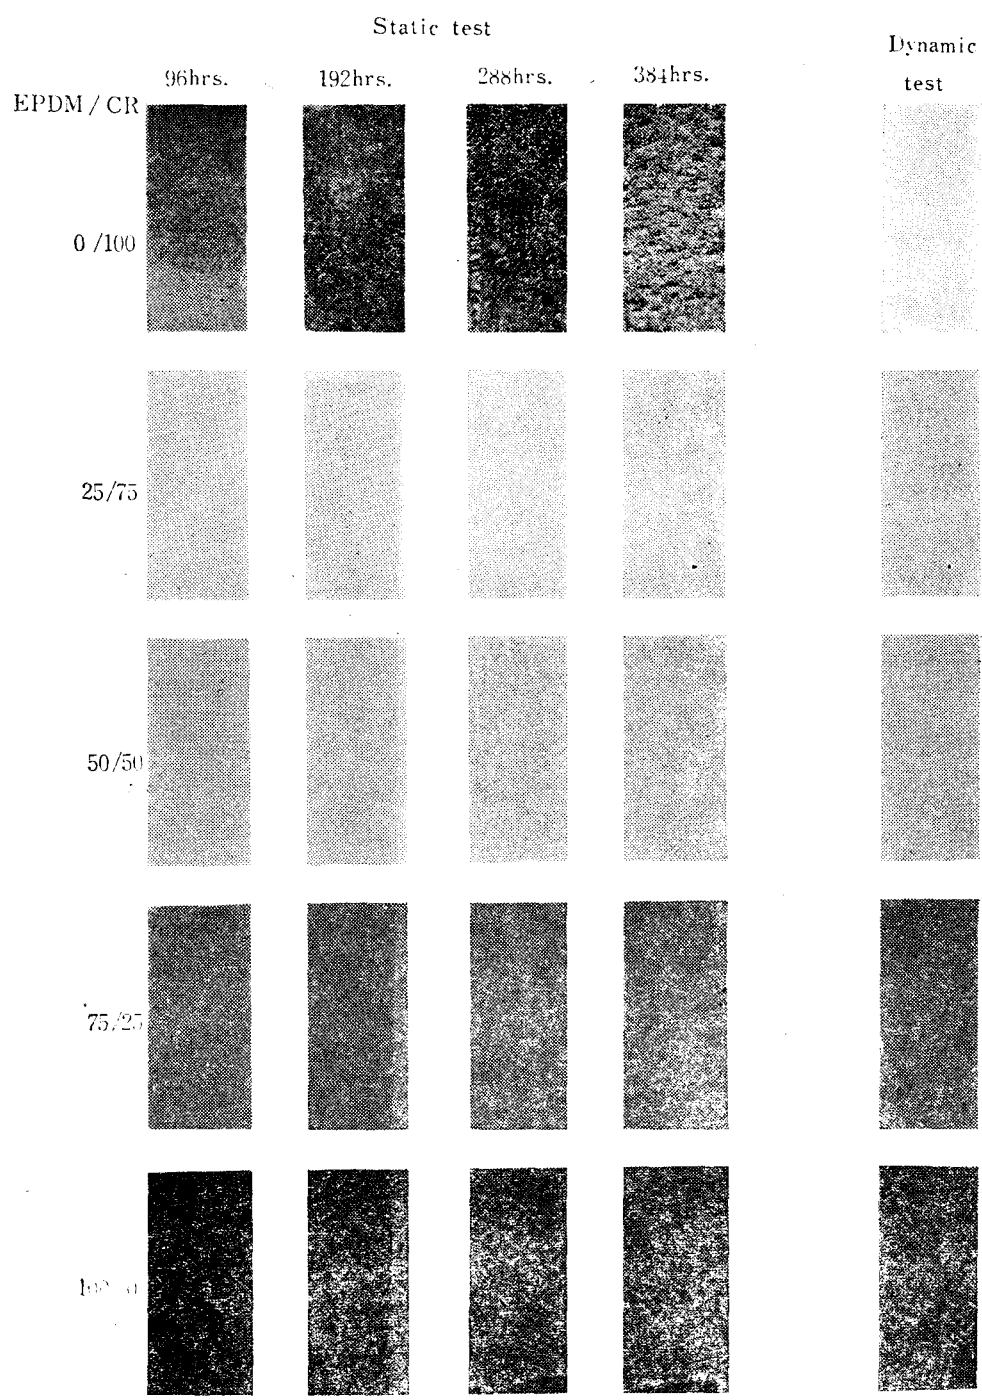 Static test
Dynamic
test
96hrs.
192hrs.
288hrs.
384hrs.
EPDM / CR
0 /100
25/75
50/50
75/25